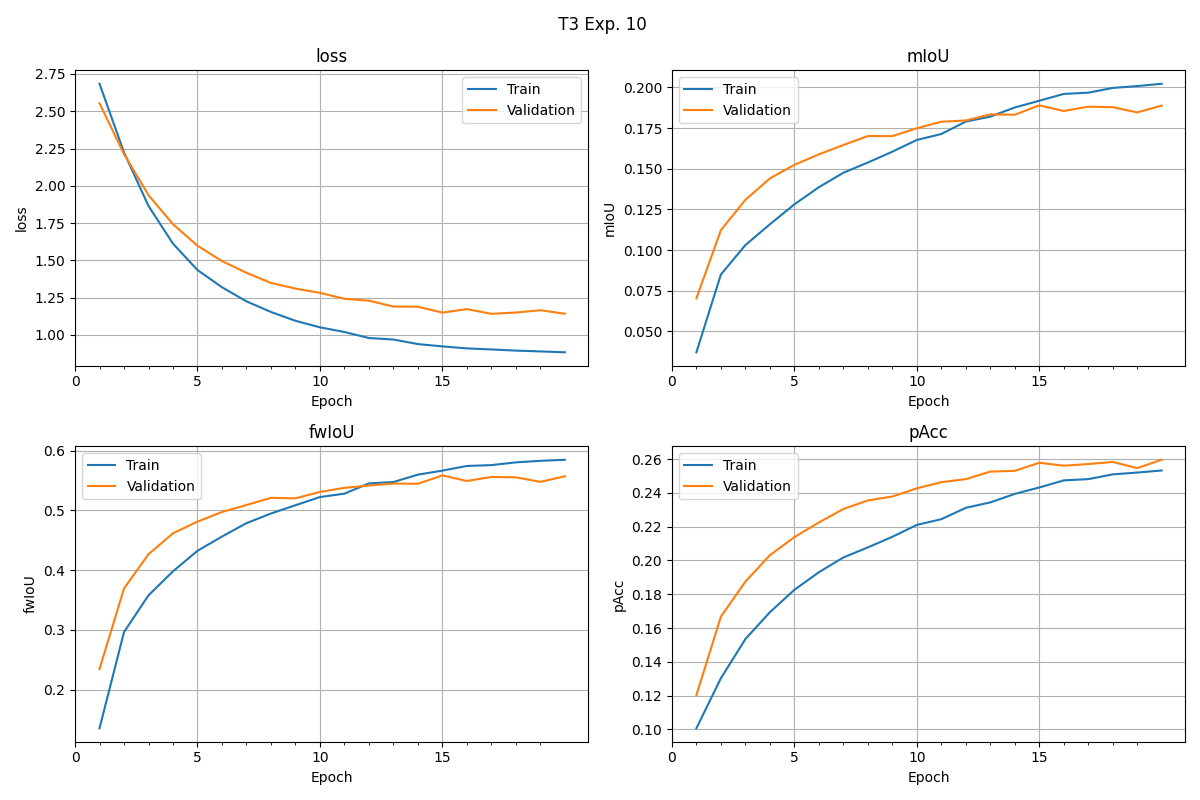 T3 Exp. 10
loss
2.75
2.50
2.25
2.00
1.75
1.50
1.25
1.00
loss
0
5
10
15
Epoch
Train
Validation
mIoU
0.200
0.175
0.150
0.125
0.100
0.075
0.050
mIoU
0
5
10
15
Epoch
Train
Validation
fwIoU
0.6
0.5
0.4
0.3
0.2
fwIoU
0
5
10
15
Epoch
Train
Validation
pAcc
0.26
0.24
0.22
0.20
0.18
0.16
0.14
0.12
0.10
pAcc
0
5
10
15
Epoch
Train
Validation